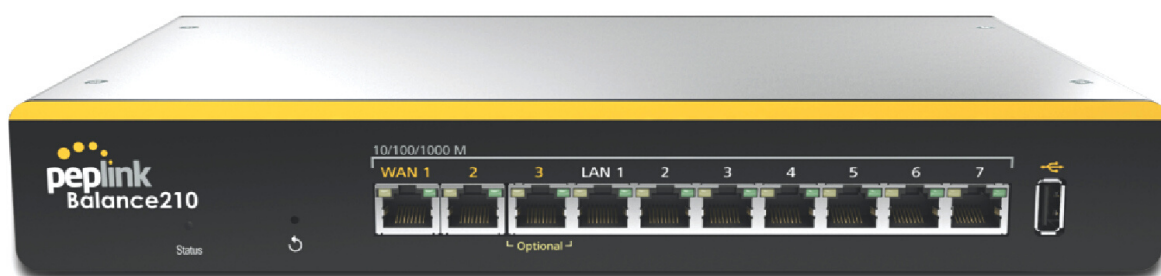 peplink
Balance210
Status
10/100/1000 M
WAN 1 2 3 LAN 1 2 3 4 5 6 7
Optional